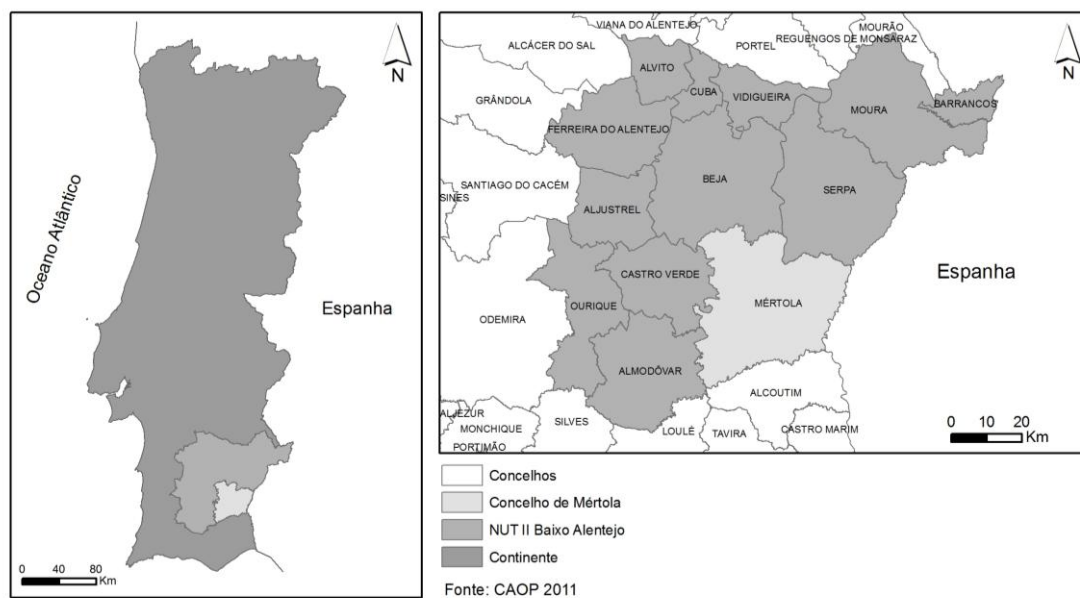 N
Oceano Atlântico
Espanha
0 40 80
Km
VIANA DO ALENTEJO
MOURÃO
REGUENGOS DE MONSARAZ
ALCÁCER DO SAL
PORTEL
N
ALVITO
CUBA
VIDIGUEIRA
GRÂNDOLA
MOURA
BARRANCOS
FERREIRA DO ALENTEJO
BEJA
SANTIAGO DO CACÉM
SERPA
SINES
ALJUSTREL
CASTRO VERDE
Espanha
OURIQUE
MÉRTOLA
ODEMIRA
ALMODÔVAR
ALCOUTIM
ALJEZUR
SILVES
MONCHIQUE
LOULÉ
TAVIRA
CASTRO MARIM
PORTIMÃO
0 10 20
Km
Concelhos
Concelho de Mértola
NUT II Baixo Alentejo
Continente
Fonte: CAOP 2011